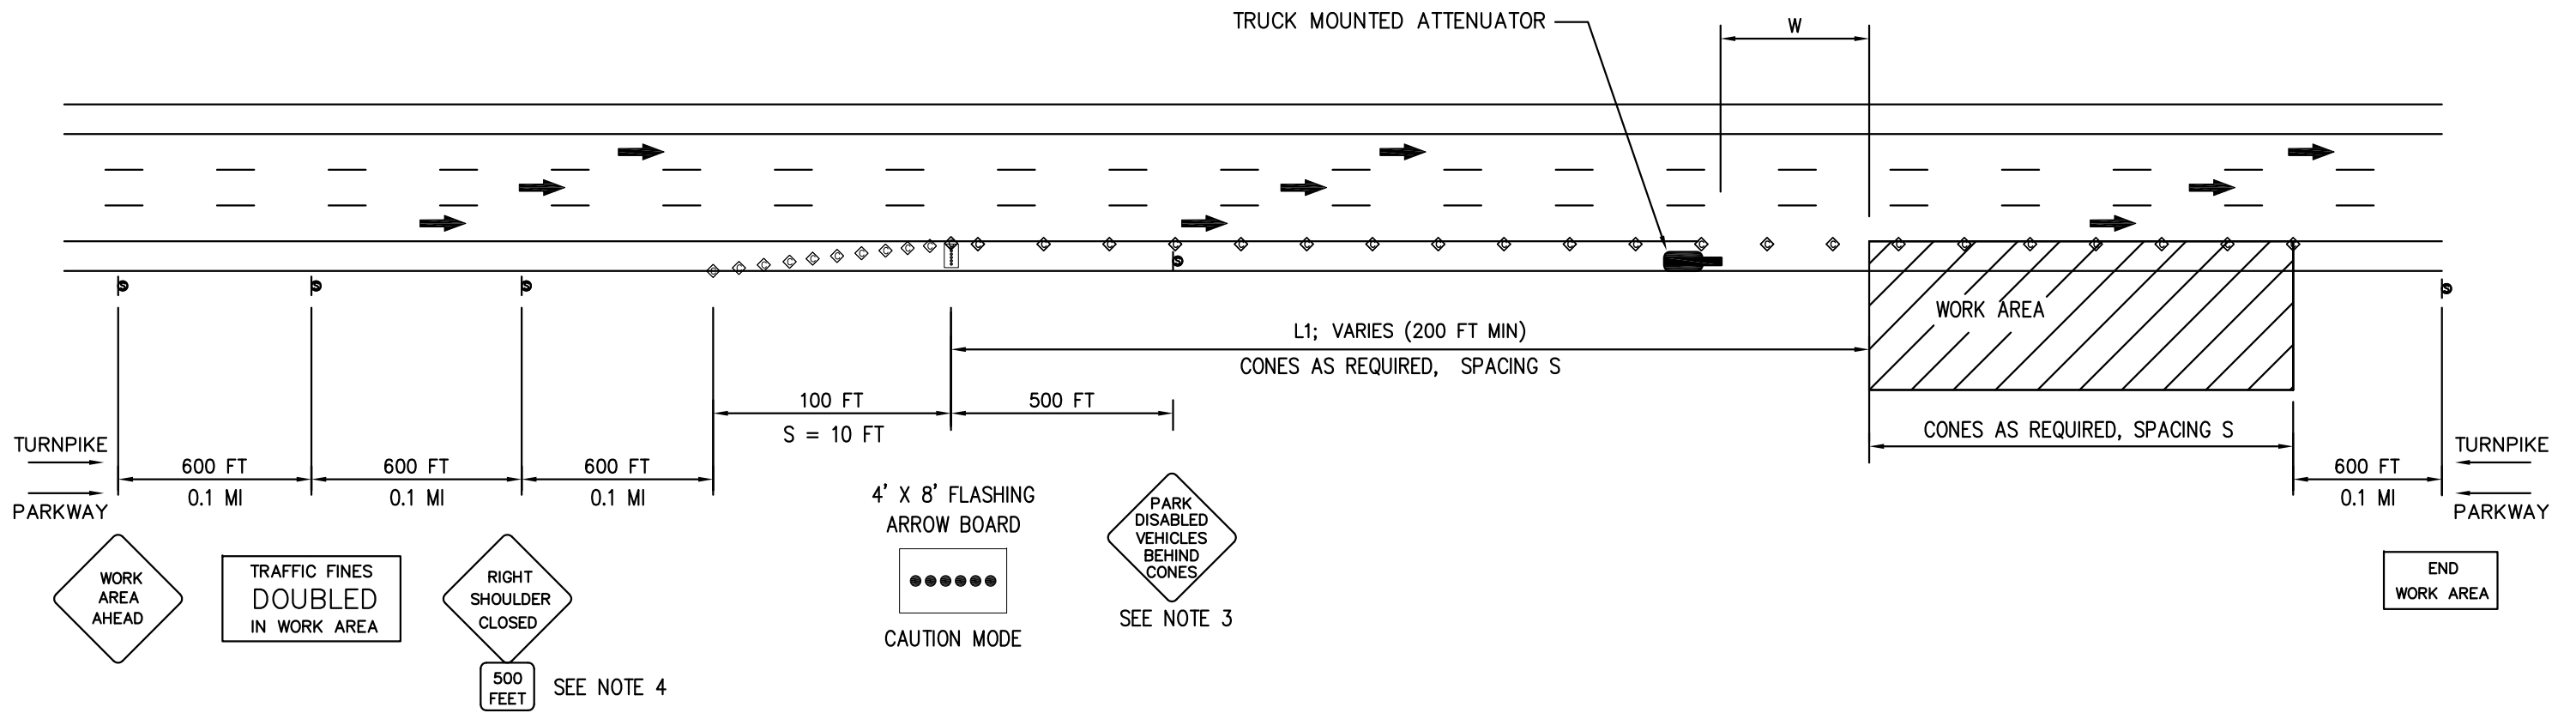 TRUCK MOUNTED ATTENUATOR
W
WORK AREA
L1; VARIES (200 FT MIN)
CONES AS REQUIRED, SPACING S
100 FT
S = 10 FT
500 FT
CONES AS REQUIRED, SPACING S
TURNPIKE
PARKWAY
600 FT
0.1 MI
600 FT
0.1 MI
600 FT
0.1 MI
600 FT
0.1 MI
TURNPIKE
PARKWAY
WORK
AREA
AHEAD
TRAFFIC FINES
DOUBLED
IN WORK AREA
RIGHT
SHOULDER
CLOSED
500
FEET
SEE NOTE 4
4' X 8' FLASHING
ARROW BOARD
CAUTION MODE
PARK
DISABLED
VEHICLES
BEHIND
CONES
SEE NOTE 3
END
WORK AREA